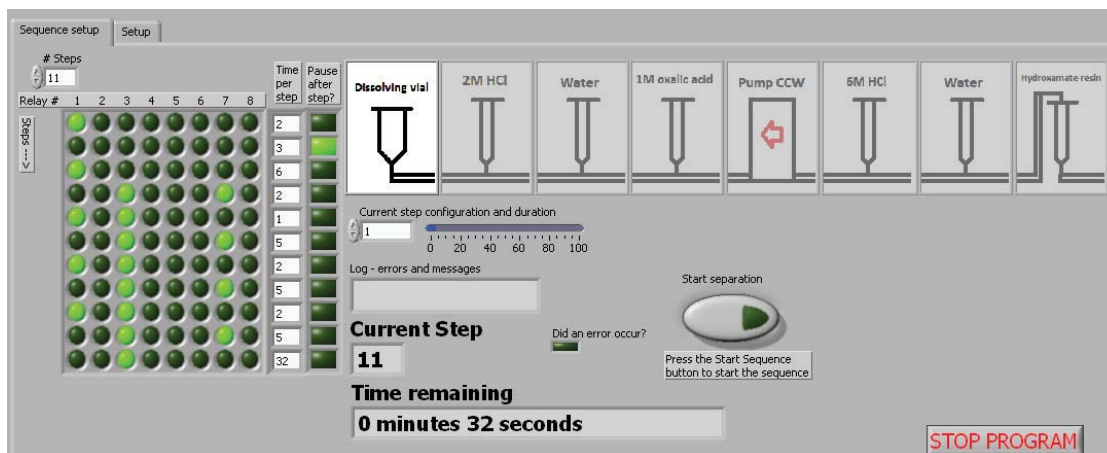 Sequence setup
Setup
# Steps
11
Time per step
Pause after step?
Relay # 1 2 3 4 5 6 7 8
Steps --->
2
3
6
2
1
5
2
5
2
5
32
Dissolving vial
2M HCl
Water
1M oxalic acid
Pump CCW
6M HCl
Water
Hydroxamate resin
Current step configuration and duration
1
0 20 40 60 80 100
Log - errors and messages
Start separation
Current Step
Did an error occur?
11
Press the Start Sequence
button to start the sequence
Time remaining
0 minutes 32 seconds
STOP PROGRAM